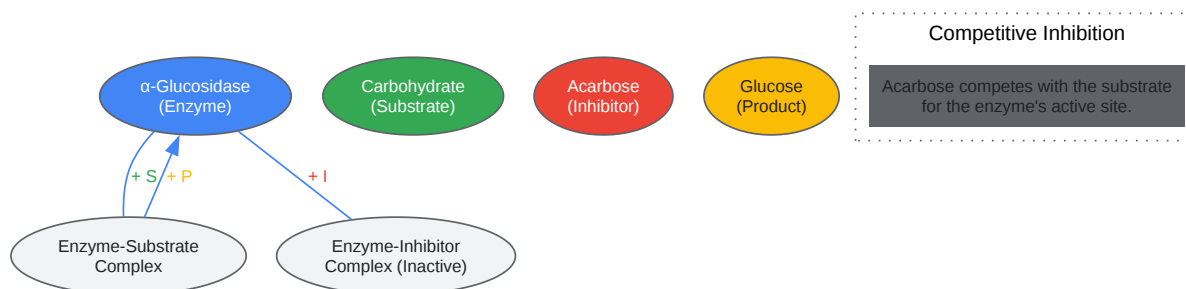 Competitive Inhibition
α-Glucosidase
(Enzyme)
Carbohydrate
(Substrate)
Acarbose
(Inhibitor)
Glucose
(Product)
Acarbose competes with the substrate
for the enzyme's active site.
+ S
+ P
+ I
Enzyme-Substrate
Complex
Enzyme-Inhibitor
Complex (Inactive)